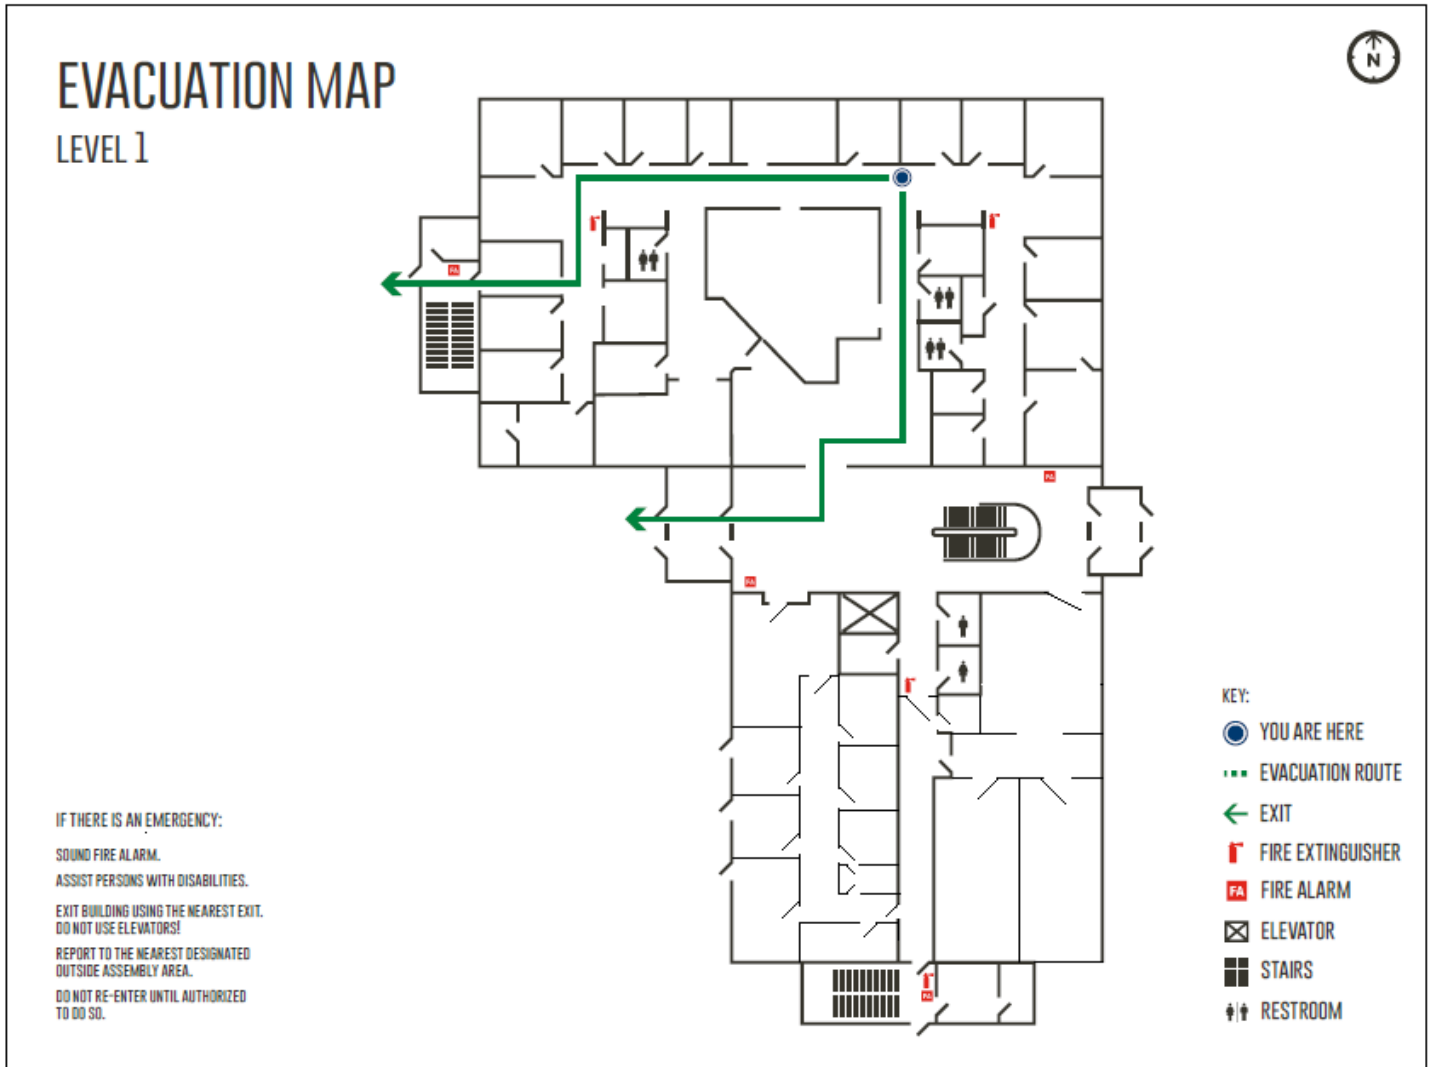 EVACUATION MAP
LEVEL 1
N
FA
FA
FA
FA
KEY:
YOU ARE HERE
EVACUATION ROUTE
EXIT
FIRE EXTINGUISHER
FA FIRE ALARM
ELEVATOR
STAIRS
RESTROOM
IF THERE IS AN EMERGENCY:
SOUND FIRE ALARM.
ASSIST PERSONS WITH DISABILITIES.
EXIT BUILDING USING THE NEAREST EXIT.
DO NOT USE ELEVATORS!
REPORT TO THE NEAREST DESIGNATED
OUTSIDE ASSEMBLY AREA.
DO NOT RE-ENTER UNTIL AUTHORIZED
TO DO SO.